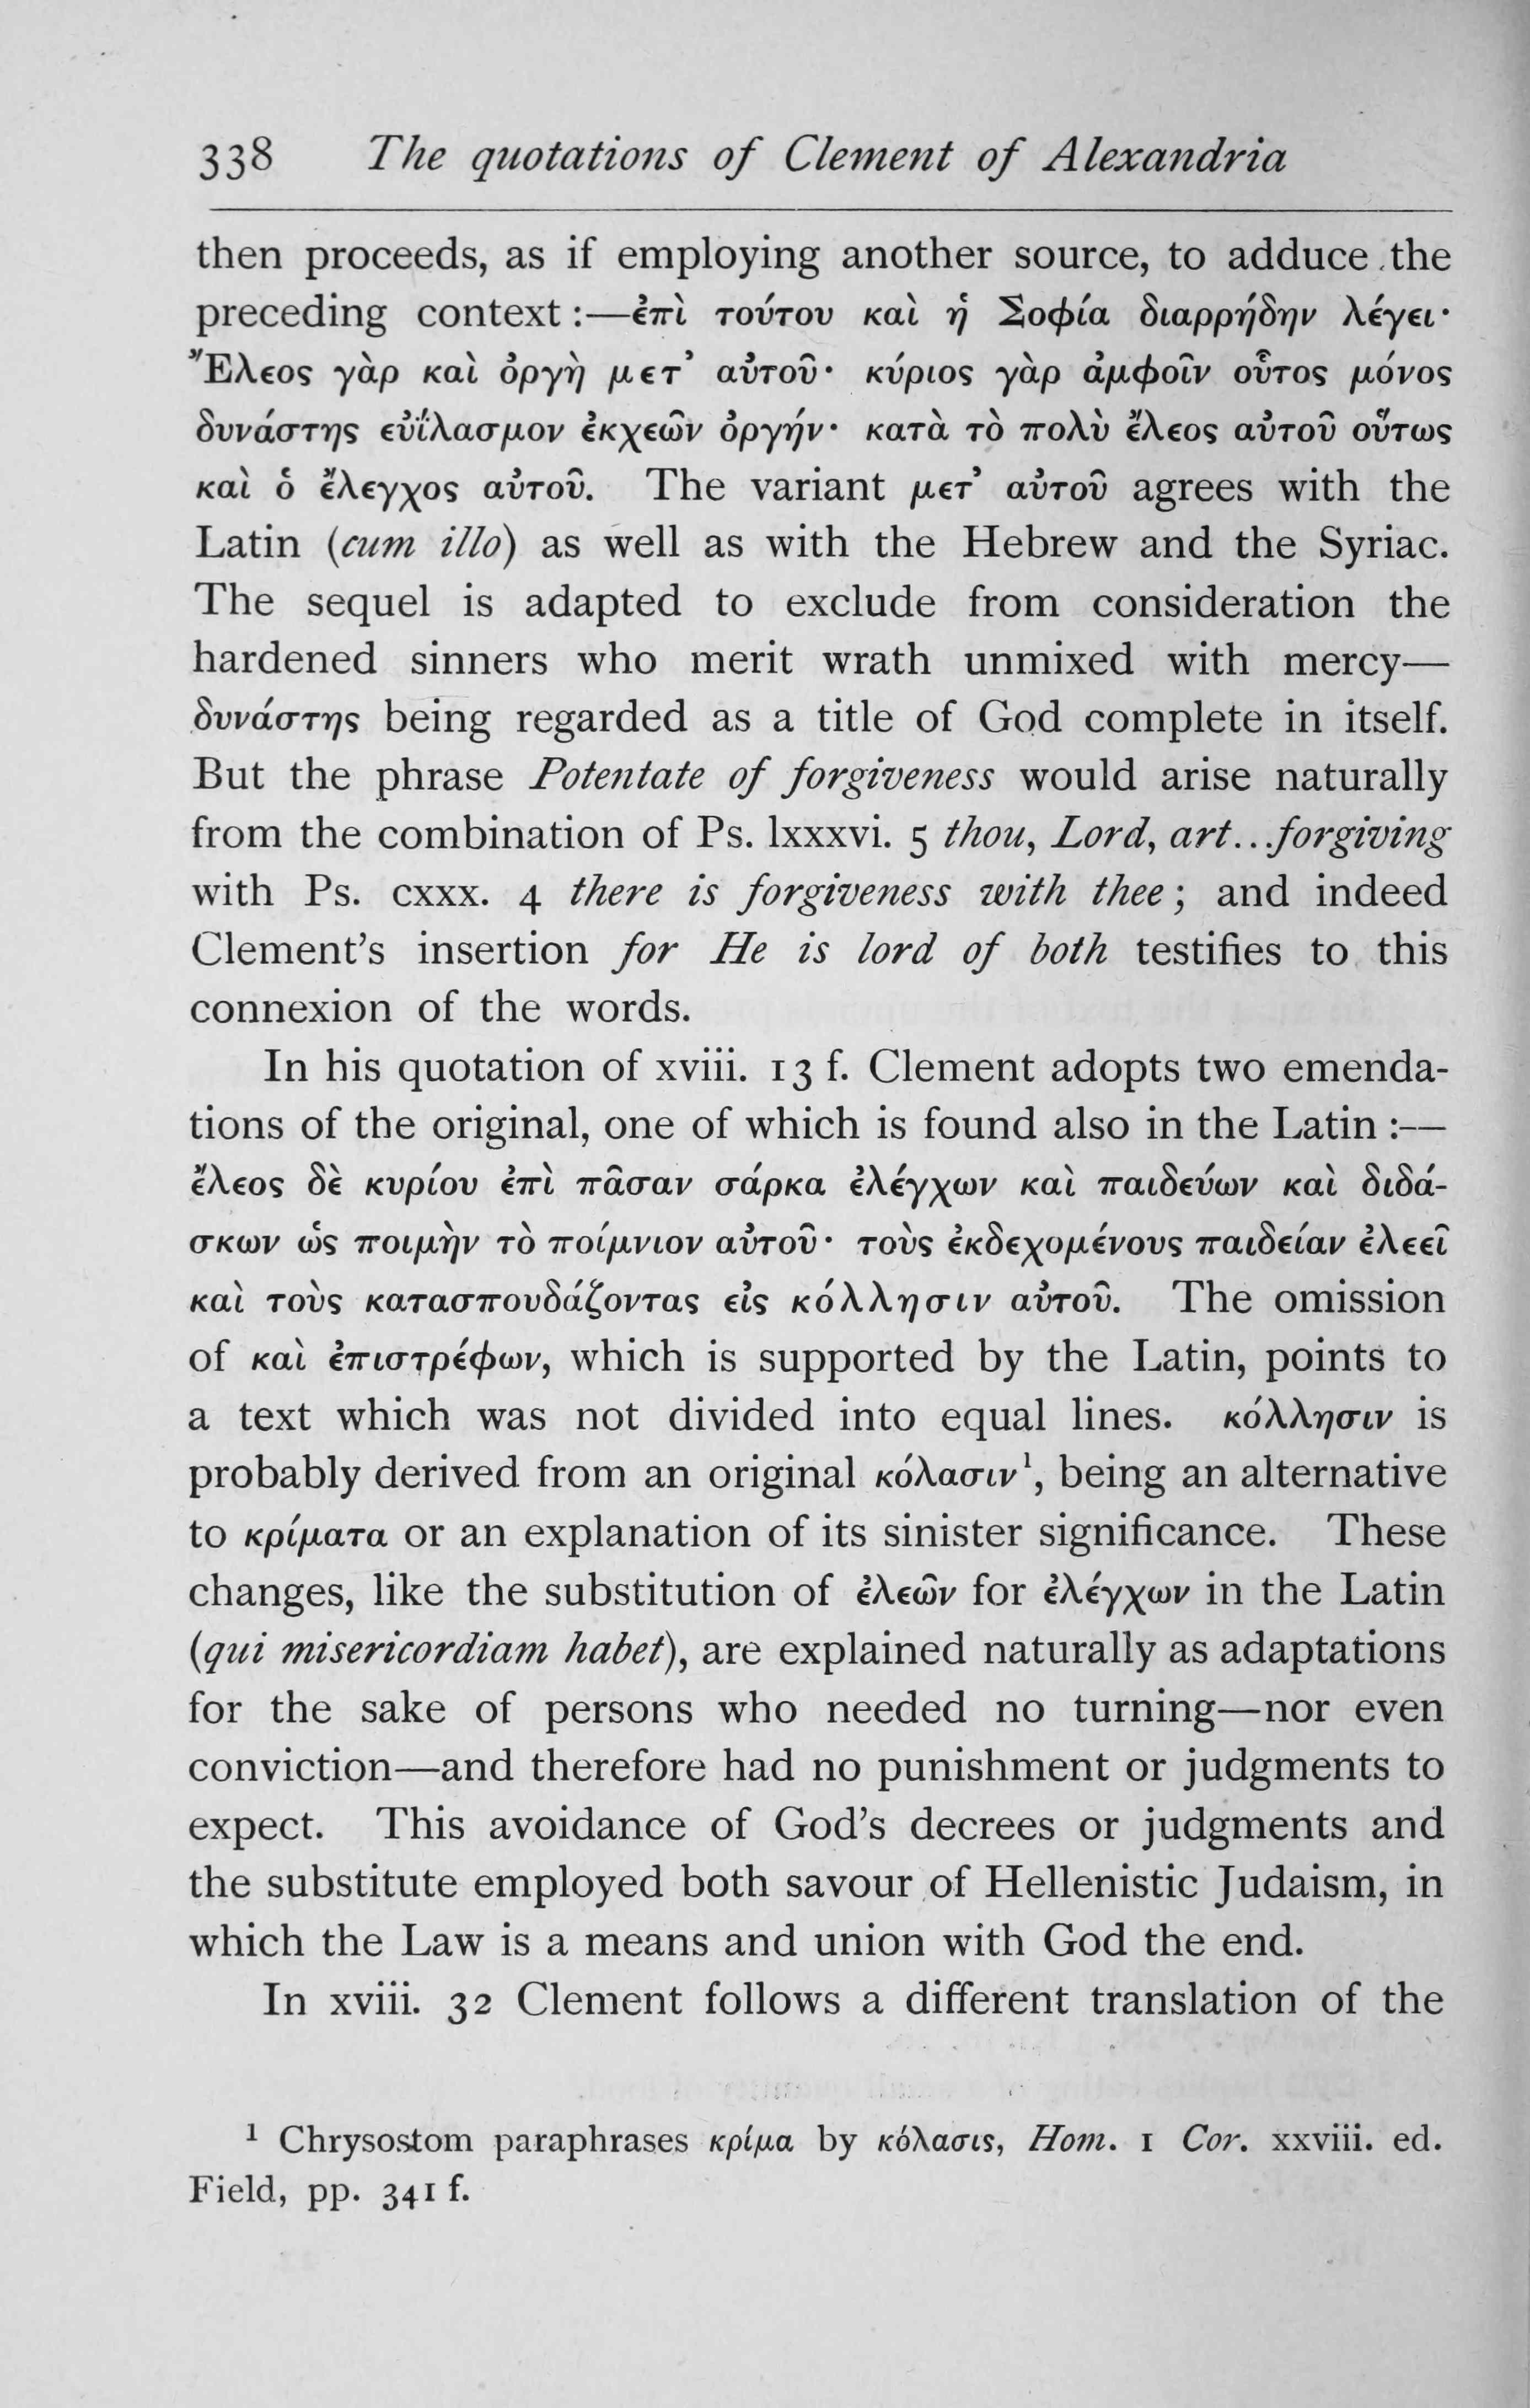 338 The quotations of Clement of Alexandria
then proceeds, as if employing another source, to adduce the
preceding context :—ἐπὶ τούτου καὶ ἡ Σοφία διαρρήδην λέγει·
Ἔλεος γὰρ καὶ ὀργὴ μετ’ αὐτοῦ· κύριος γὰρ ἀμφοῖν οὗτος μόνος
δυνάστης εὐΐλασμον ἐκχεῶν ὀργήν· κατὰ τὸ πολὺ ἔλεος αὐτοῦ οὕτως
καὶ ὁ ἔλεγχος αὐτοῦ. The variant μετ’ αὐτοῦ agrees with the
Latin (cum illo) as well as with the Hebrew and the Syriac.
The sequel is adapted to exclude from consideration the
hardened sinners who merit wrath unmixed with mercy—
δυνάστης being regarded as a title of God complete in itself.
But the phrase Potentate of forgiveness would arise naturally
from the combination of Ps. lxxxvi. 5 thou, Lord, art...forgiving
with Ps. cxxx. 4 there is forgiveness with thee; and indeed
Clement’s insertion for He is lord of both testifies to this
connexion of the words.
In his quotation of xviii. 13 f. Clement adopts two emenda-
tions of the original, one of which is found also in the Latin :—
ἔλεος δὲ κυρίου ἐπὶ πᾶσαν σάρκα ἐλέγχων καὶ παιδεύων καὶ διδά-
σκων ὡς ποιμὴν τὸ ποίμνιον αὐτοῦ· τοὺς ἐκδεχομένους παιδείαν ἐλεεῖ
καὶ τοὺς κατασπουδάζοντας εἰς κόλλησιν αὐτοῦ. The omission
of καὶ ἐπιστρέφων, which is supported by the Latin, points to
a text which was not divided into equal lines. κόλλησιν is
probably derived from an original κόλασιν¹, being an alternative
to κρίματα or an explanation of its sinister significance. These
changes, like the substitution of ἐλεῶν for ἐλέγχων in the Latin
(qui misericordiam habet), are explained naturally as adaptations
for the sake of persons who needed no turning—nor even
conviction—and therefore had no punishment or judgments to
expect. This avoidance of God’s decrees or judgments and
the substitute employed both savour of Hellenistic Judaism, in
which the Law is a means and union with God the end.
In xviii. 32 Clement follows a different translation of the
¹ Chrysostom paraphrases κρίμα by κόλασις, Hom. 1 Cor. xxviii. ed.
Field, pp. 341 f.